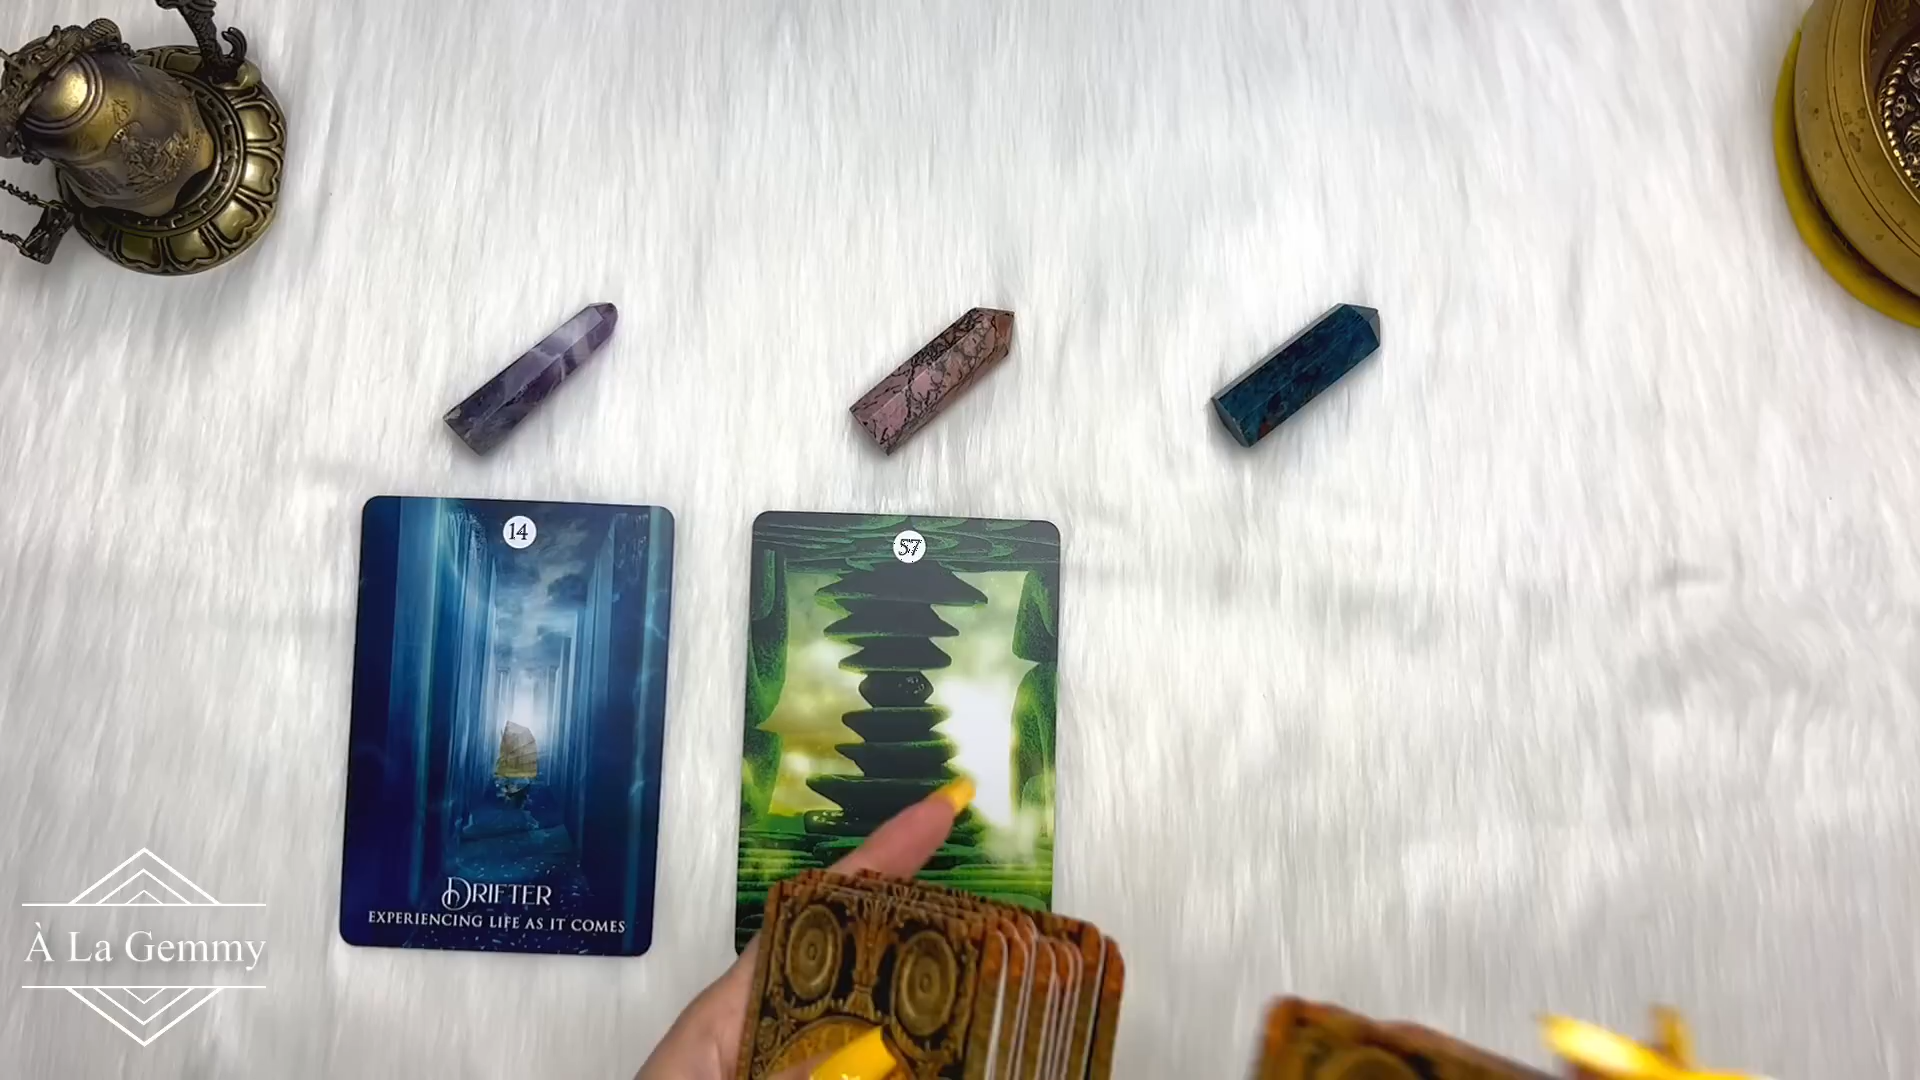 14
57
DRIFTER
EXPERIENCING LIFE AS IT COMES
À La Gemmy